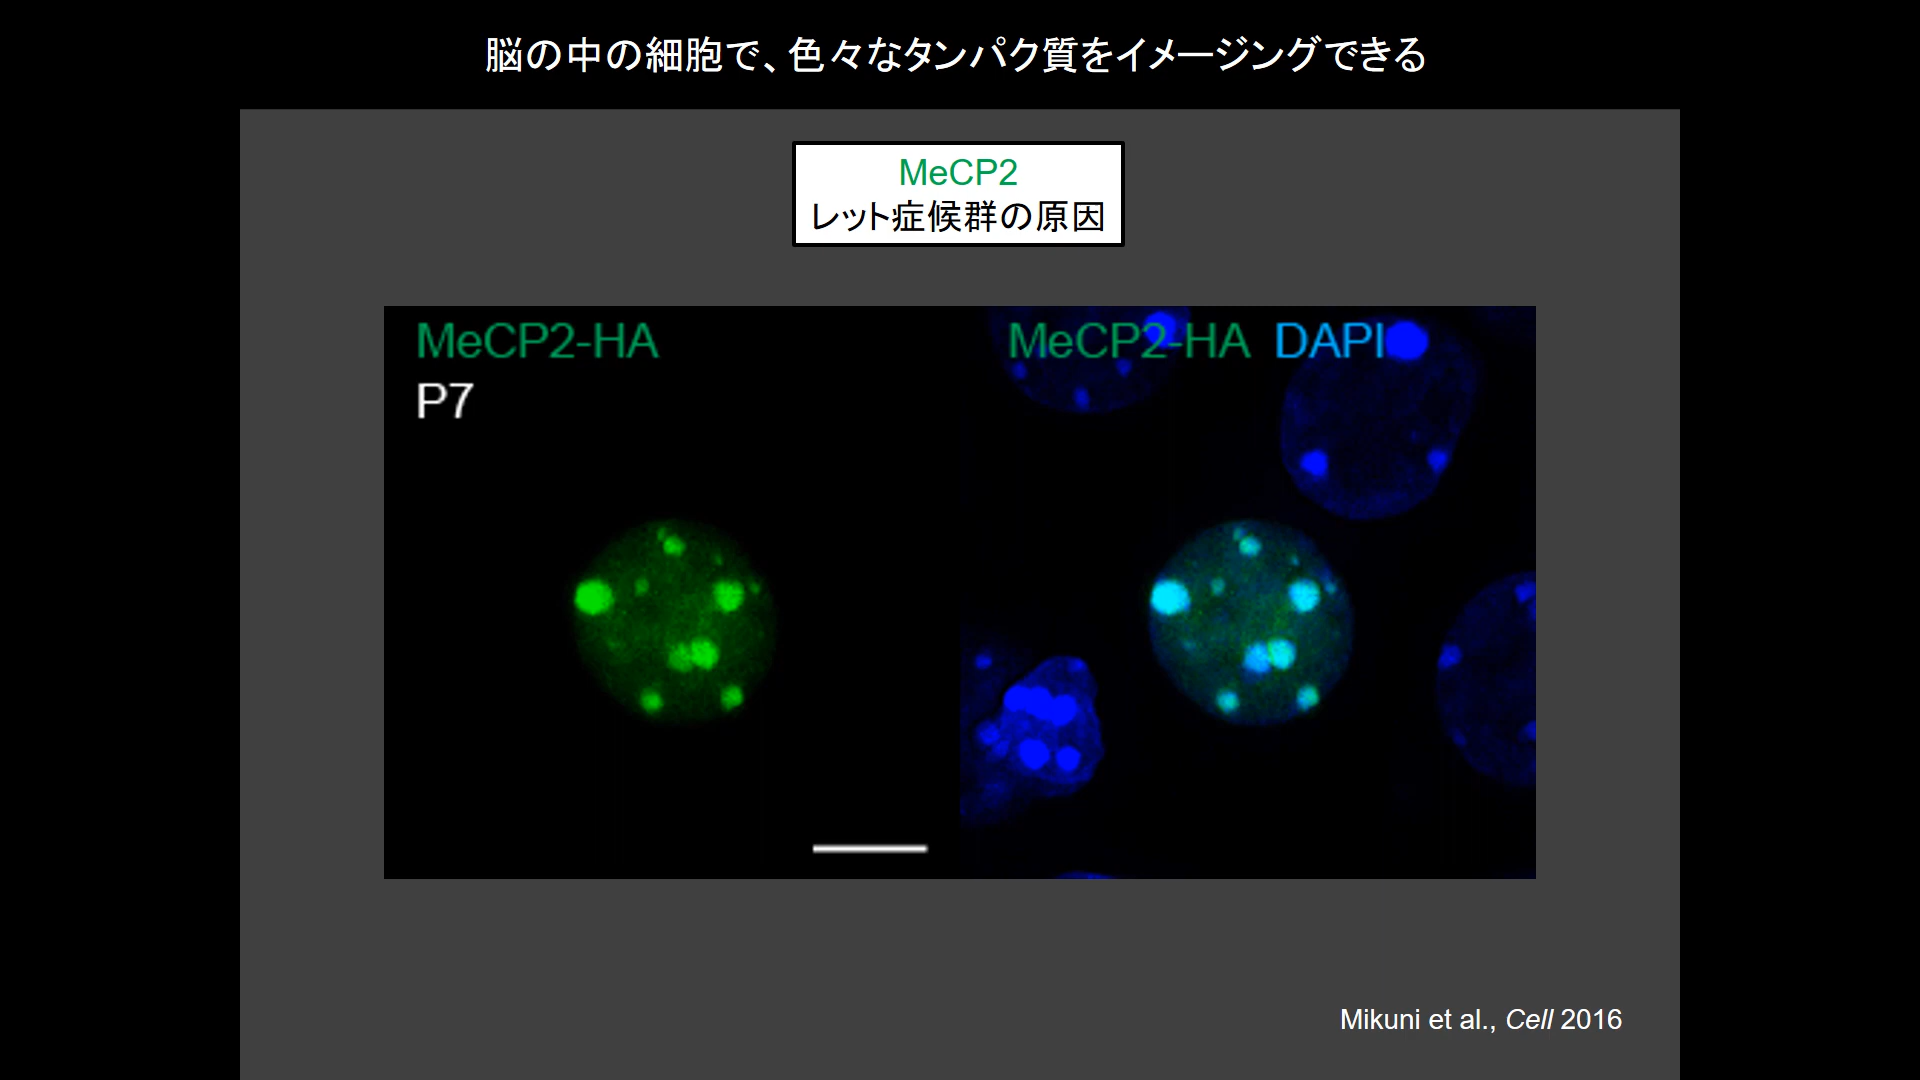 脳の中の細胞で、色々なタンパク質をイメージングできる
MeCP2
レット症候群の原因
MeCP2-HA
P7
MeCP2-HA DAPI
Mikuni et al., Cell 2016